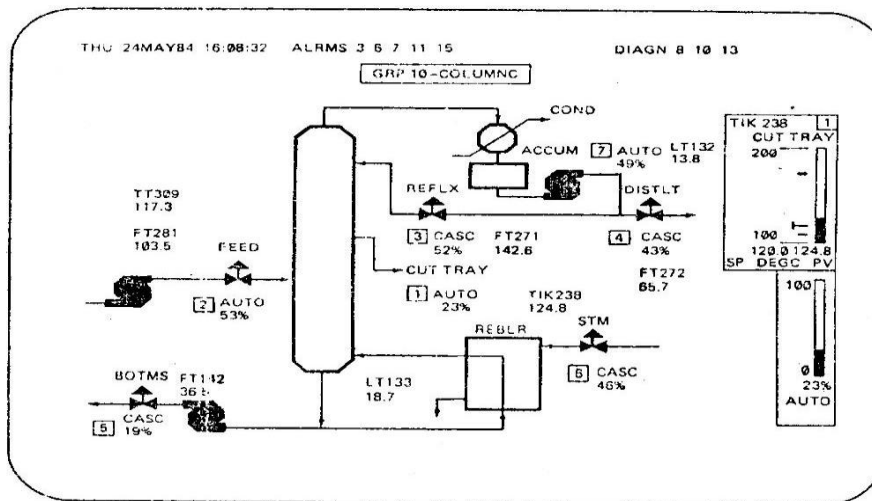 THU 24MAY84 16:08:32 ALRMS 3 6 7 11 15 DIAGN 8 10 13
GRP 10-COLUMNC
COND
ACCUM
7 AUTO
49%
LT132
13.8
TIK 238 1
CUT TRAY
200
100
120.0 124.8
SP DEGC PV
TT309
117.3
FT281
103.5
FEED
2 AUTO
53%
REFLX
3 CASC
52%
FT271
142.6
DISTLT
4 CASC
43%
FT272
65.7
CUT TRAY
1 AUTO
23%
TIK238
124.8
REBLR
STM
6 CASC
46%
100
0
23%
AUTO
BOTMS
5 CASC
19%
FT142
LT133
18.7